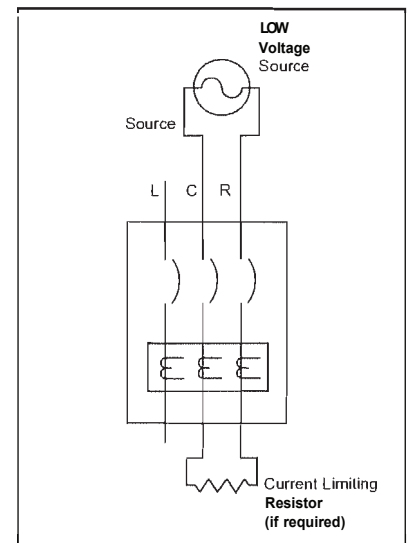 LOW
Voltage
Source
Source
L C R
Current Limiting
Resistor
(if required)